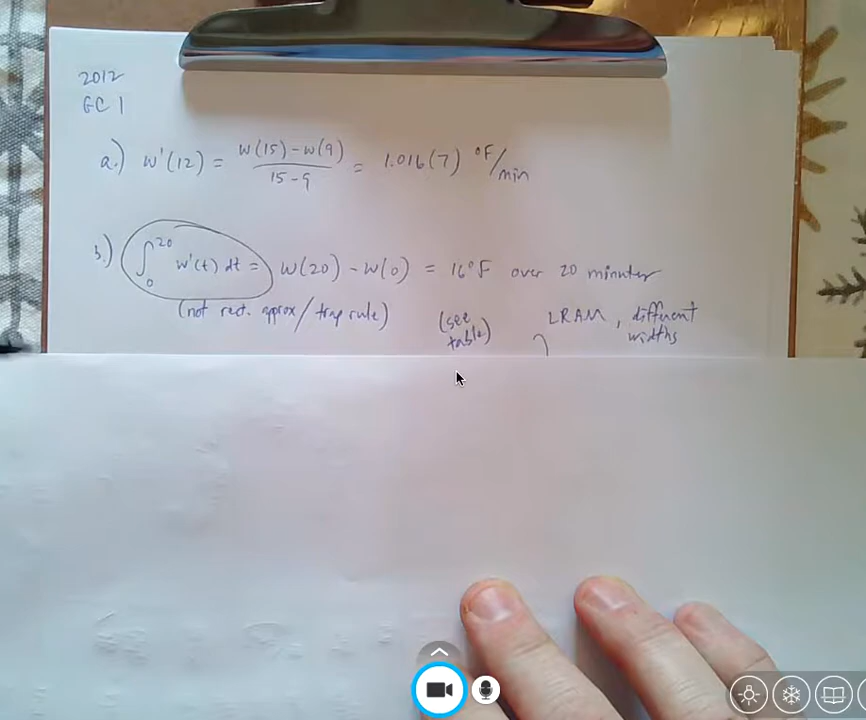 2012
GC 1
a.) W'(12) = W(15) - W(9) / 15 - 9 = 1.016(7) °F/min
b.) ∫₀²⁰ W'(t) dt = W(20) - W(0) = 16°F over 20 minutes
(not rect. approx/trap rule)
(see table)
LRAM, different widths